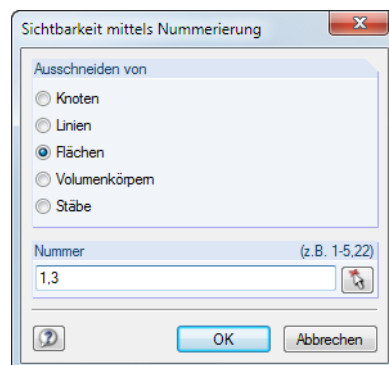 Sichtbarkeit mittels Nummerierung
Ausschneiden von
Knoten
Linien
Flächen
Volumenkörpern
Stäbe
Nummer (z.B. 1-5,22)
1,3
OK Abbrechen